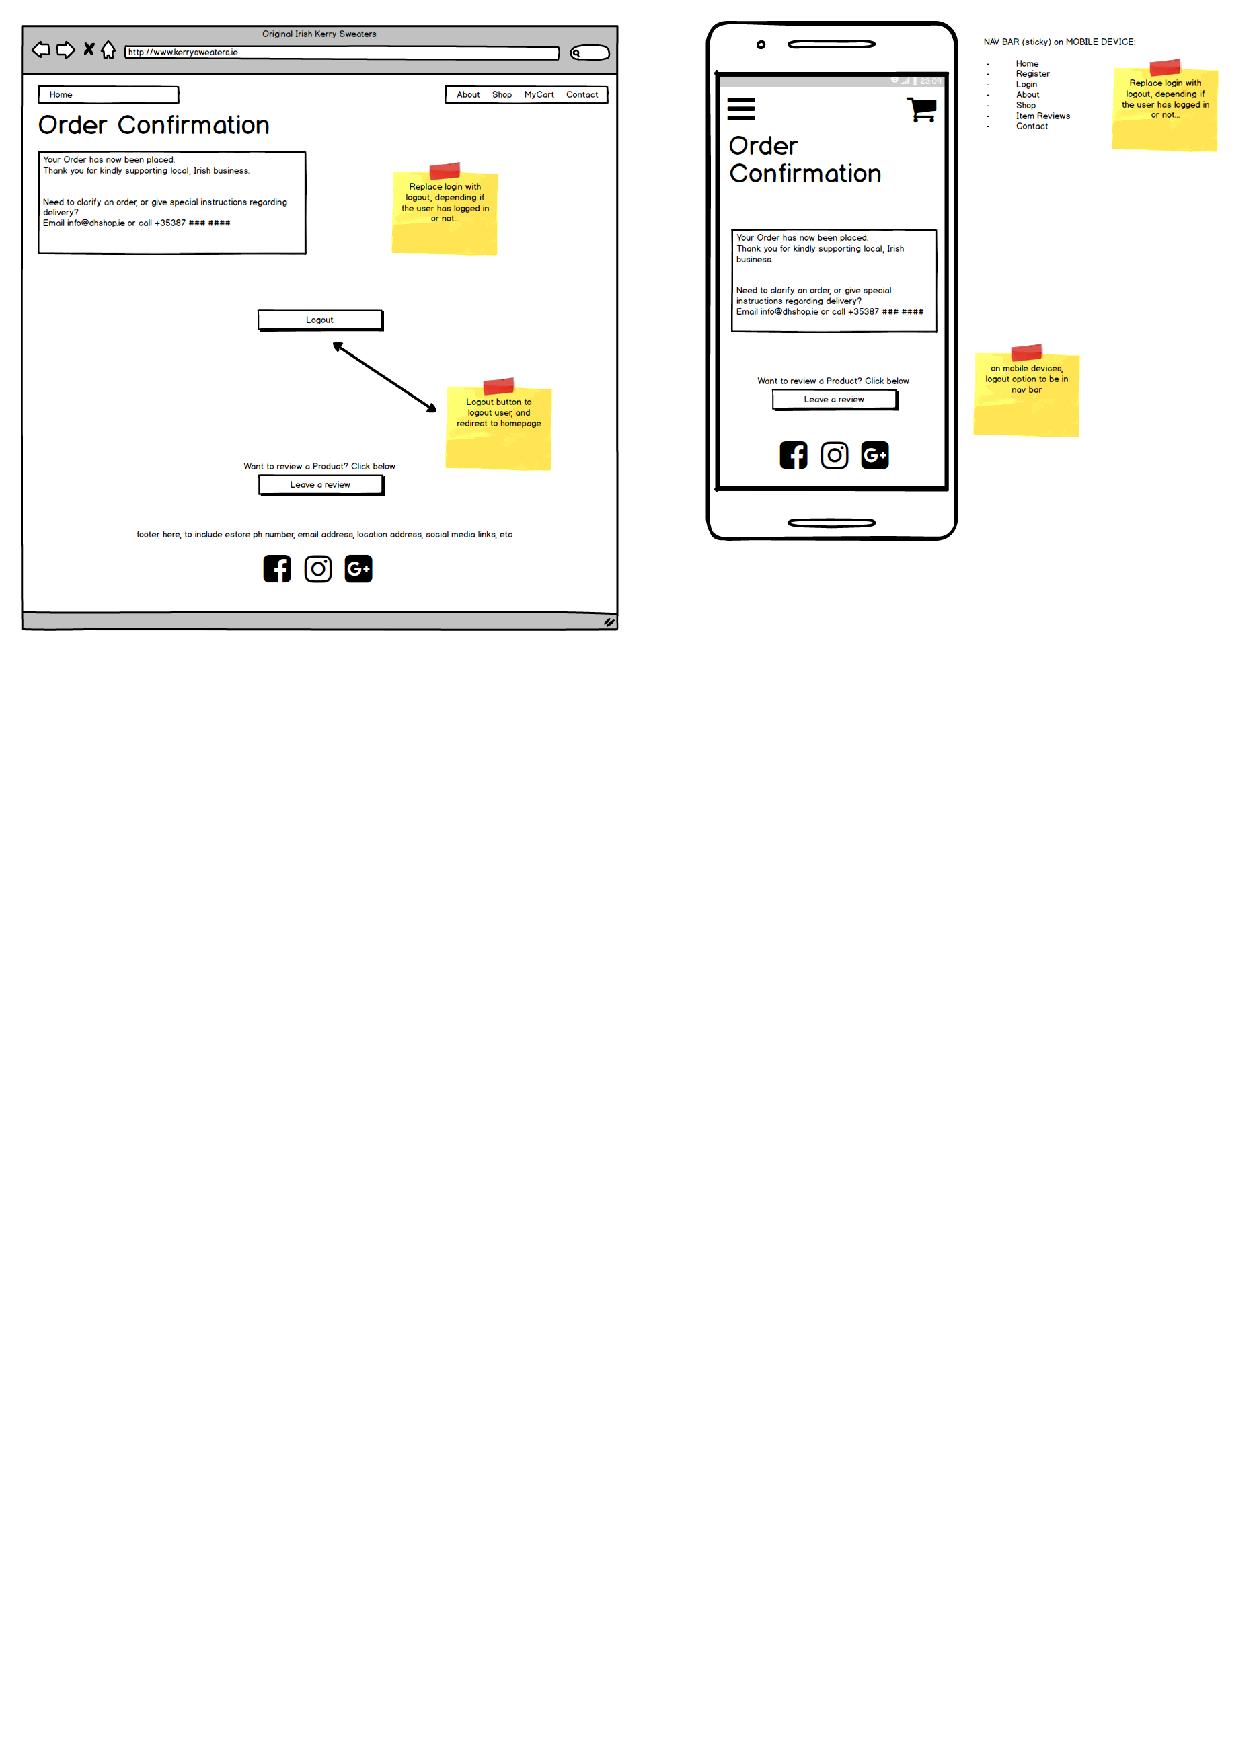 Original Irish Kerry Sweaters
http://www.kerrysweaters.ie
Home
About Shop MyCart Contact
Order Confirmation
Your Order has now been placed.
Thank you for kindly supporting local, Irish business.
Need to clarify an order, or give special instructions regarding
delivery?
Email info@dhshop.ie or call +35387 ### ####
Replace login with
logout, depending if
the user has logged in
or not...
Logout
Logout button to
logout user, and
redirect to homepage
Want to review a Product? Click below
Leave a review
footer here, to include estore ph number, email address, location address, social media links, etc
G+
Order
Confirmation
Your Order has now been placed.
Thank you for kindly supporting local, Irish
business.
Need to clarify an order, or give special
instructions regarding delivery?
Email info@dhshop.ie or call +35387 ### ####
Want to review a Product? Click below
Leave a review
G+
NAV BAR (sticky) on MOBILE DEVICE:
- Home
- Register
- Login
- About
- Shop
- Item Reviews
- Contact
Replace login with
logout, depending if
the user has logged in
or not...
on mobile devices,
logout option to be in
nav bar